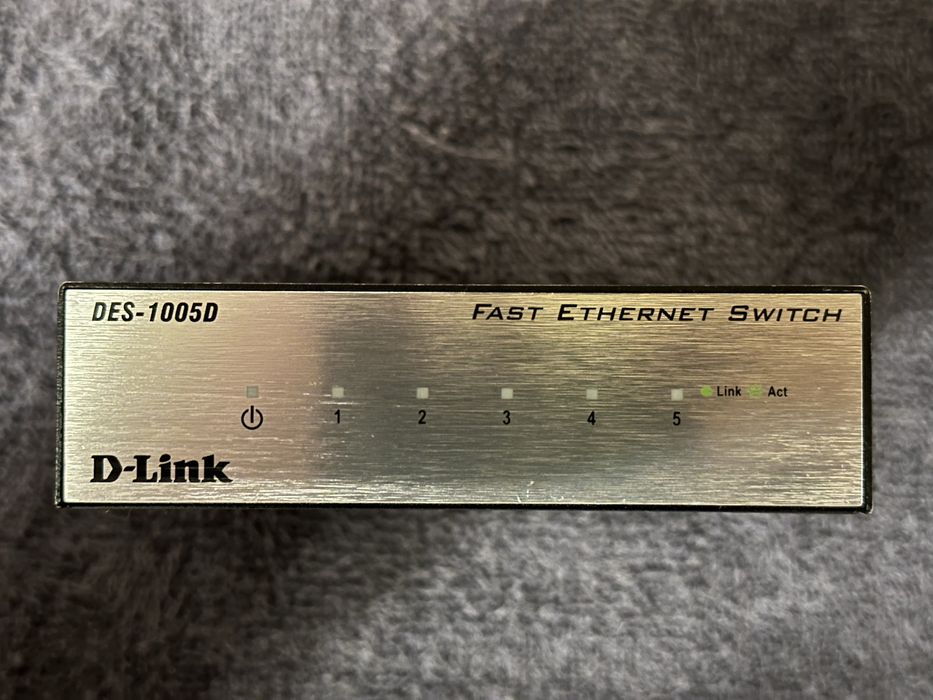 DES-1005D FAST ETHERNET SWITCH
Link Act
1 2 3 4 5
D-Link